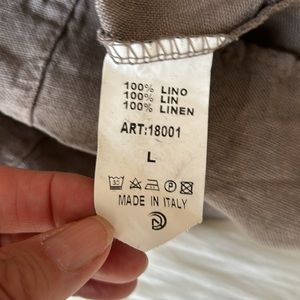 100% LINO
100% LIN
100% LINEN
ART:18001
L
MADE IN ITALY